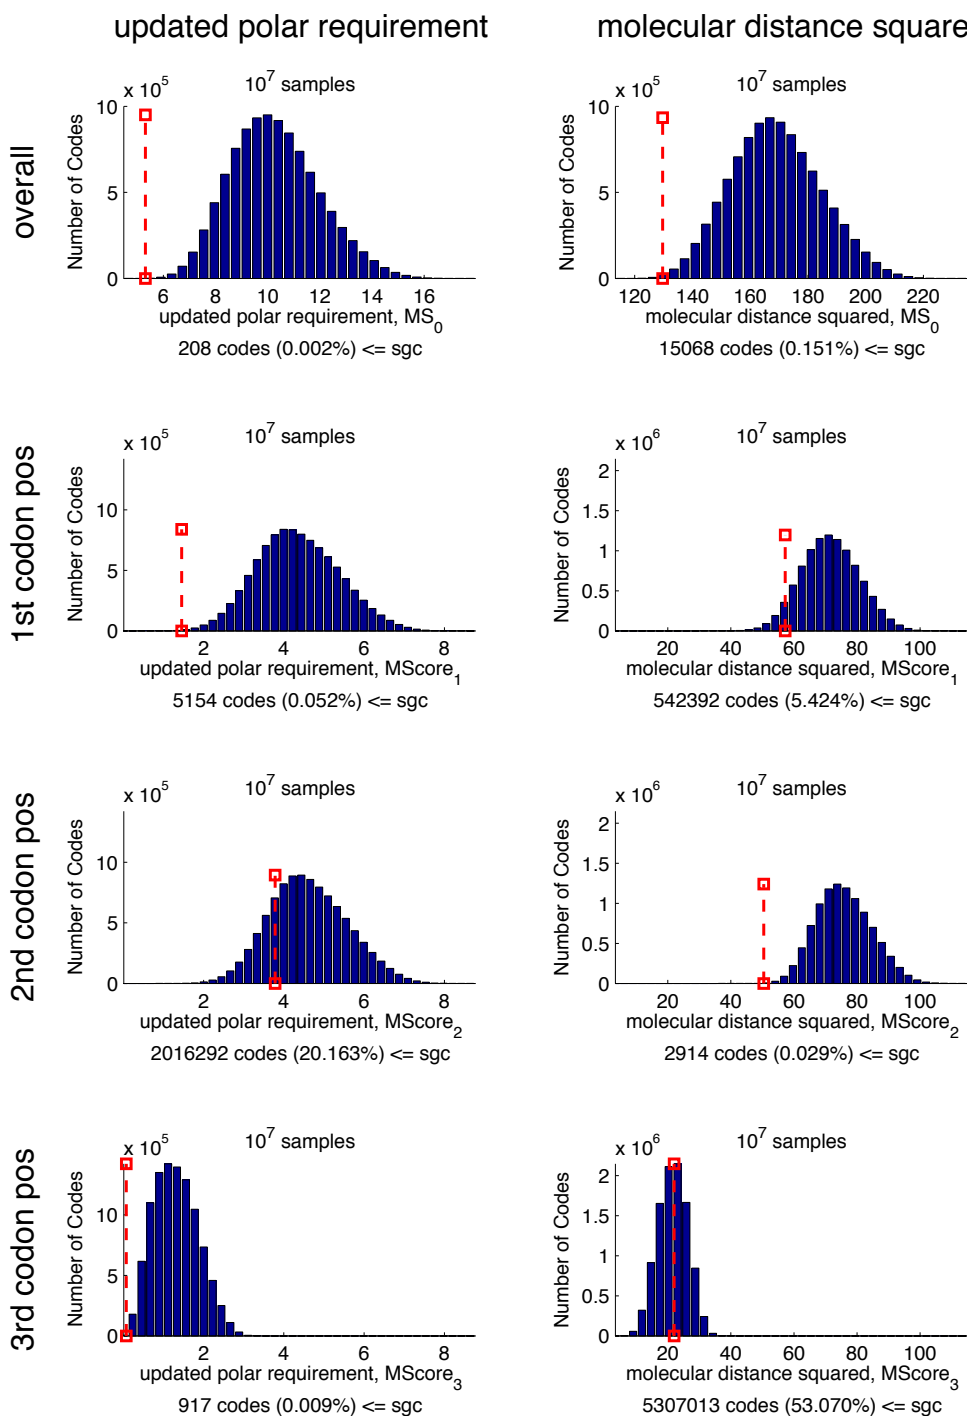 updated polar requirement
molecular distance square
overall
x 10^5
10^7 samples
Number of Codes
10
5
0
6 8 10 12 14 16
updated polar requirement, MS_0
208 codes (0.002%) <= sgc
x 10^5
10^7 samples
Number of Codes
10
5
0
120 140 160 180 200 220
molecular distance squared, MS_0
15068 codes (0.151%) <= sgc
1st codon pos
x 10^5
10^7 samples
Number of Codes
10
5
0
2 4 6 8
updated polar requirement, MScore_1
5154 codes (0.052%) <= sgc
x 10^6
10^7 samples
Number of Codes
2
1.5
1
0.5
0
20 40 60 80 100
molecular distance squared, MScore_1
542392 codes (5.424%) <= sgc
2nd codon pos
x 10^5
10^7 samples
Number of Codes
10
5
0
2 4 6 8
updated polar requirement, MScore_2
2016292 codes (20.163%) <= sgc
x 10^6
10^7 samples
Number of Codes
2
1.5
1
0.5
0
20 40 60 80 100
molecular distance squared, MScore_2
2914 codes (0.029%) <= sgc
3rd codon pos
x 10^5
10^7 samples
Number of Codes
10
5
0
2 4 6 8
updated polar requirement, MScore_3
917 codes (0.009%) <= sgc
x 10^6
10^7 samples
Number of Codes
2
1.5
1
0.5
0
20 40 60 80 100
molecular distance squared, MScore_3
5307013 codes (53.070%) <= sgc